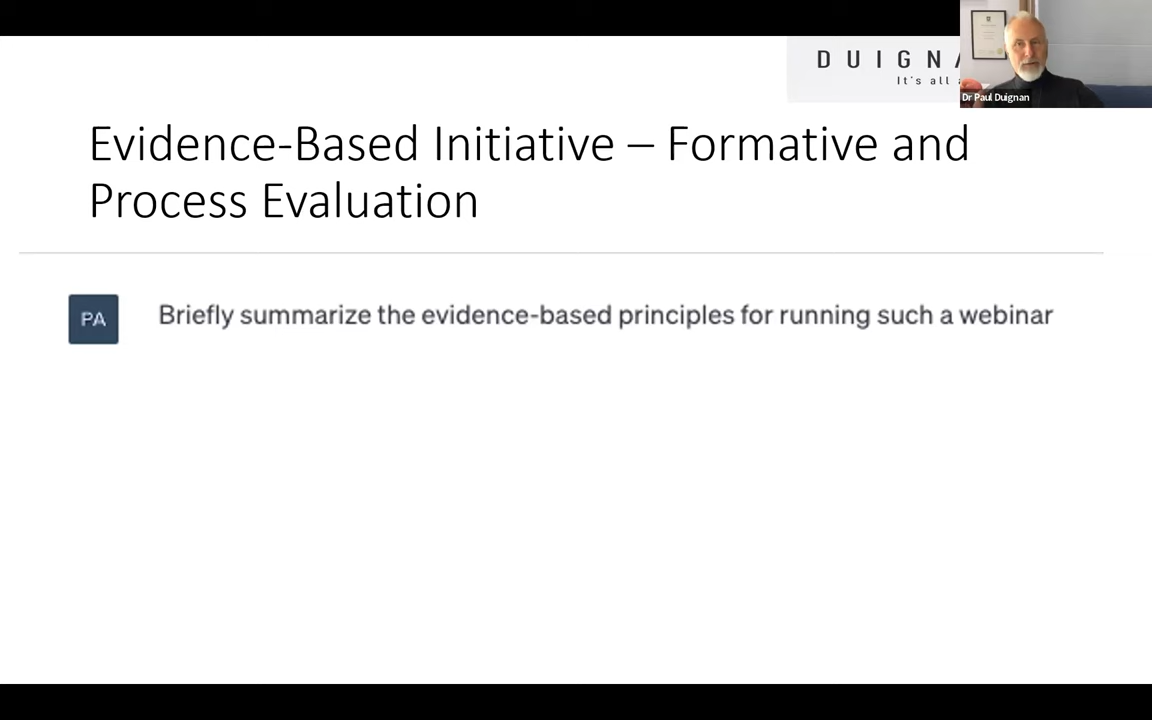 DUIGN
It's all
Dr Paul Duignan
Evidence-Based Initiative – Formative and
Process Evaluation
PA
Briefly summarize the evidence-based principles for running such a webinar